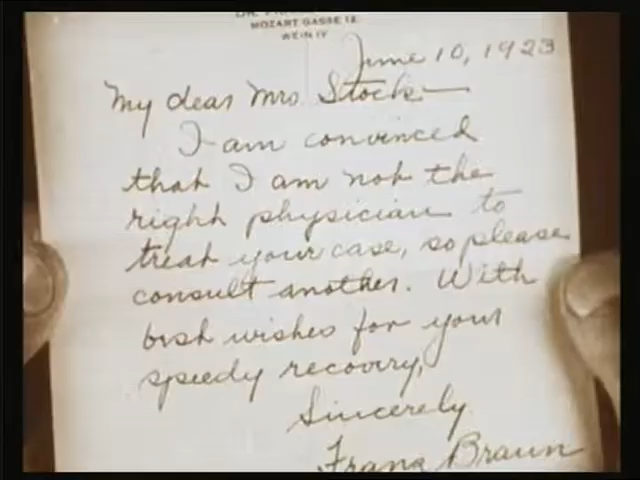 MOZART GASSE 12.
WEIN IV
June 10, 1923
My dear Mrs Stock—
I am convinced
that I am not the
right physician to
treat your case, so please
consult another. With
best wishes for your
speedy recovery,
Sincerely
Franz Braun